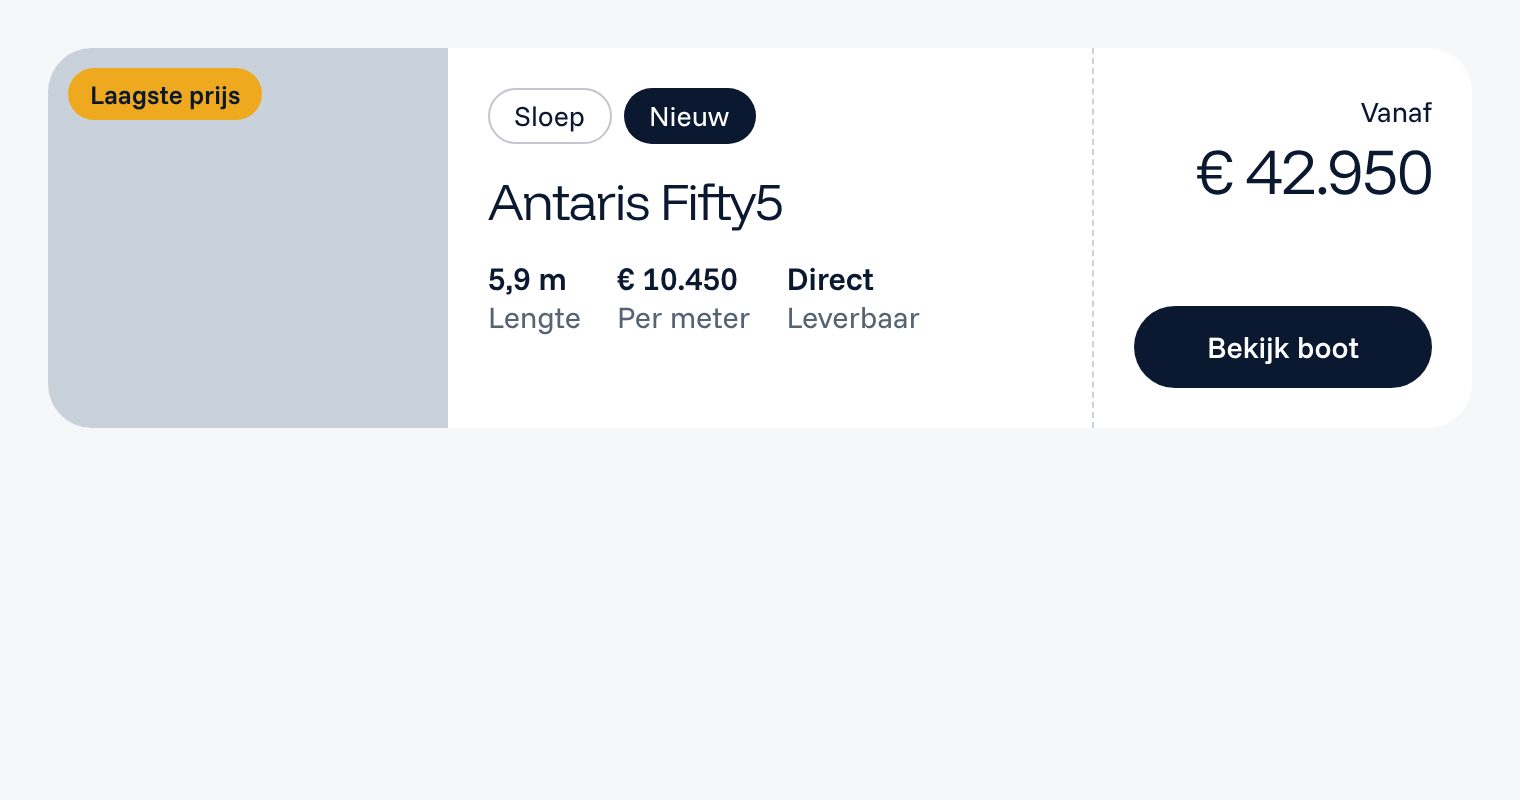 Laagste prijs
Sloep
Nieuw
Antaris Fifty5
5,9 m
Lengte
€ 10.450
Per meter
Direct
Leverbaar
Vanaf
€ 42.950
Bekijk boot